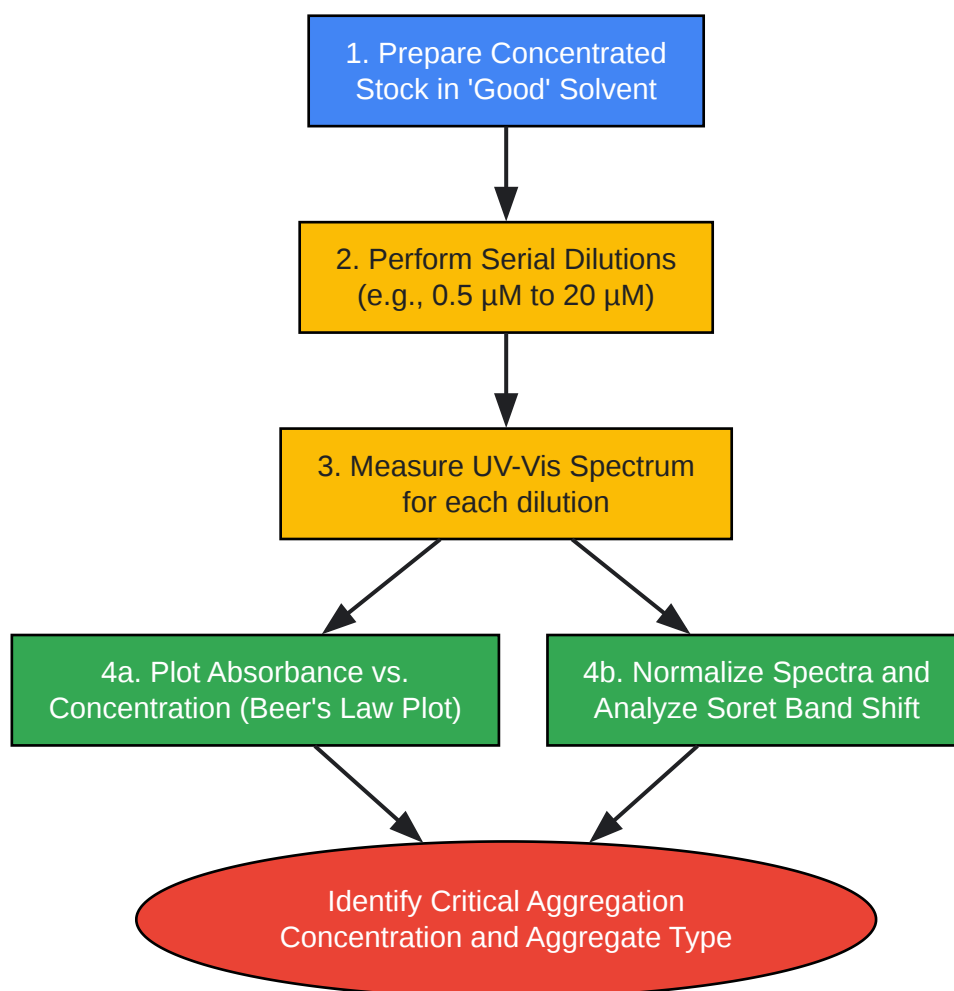 1. Prepare Concentrated
Stock in 'Good' Solvent
2. Perform Serial Dilutions
(e.g., 0.5 µM to 20 µM)
3. Measure UV-Vis Spectrum
for each dilution
4a. Plot Absorbance vs.
Concentration (Beer's Law Plot)
4b. Normalize Spectra and
Analyze Soret Band Shift
Identify Critical Aggregation
Concentration and Aggregate Type